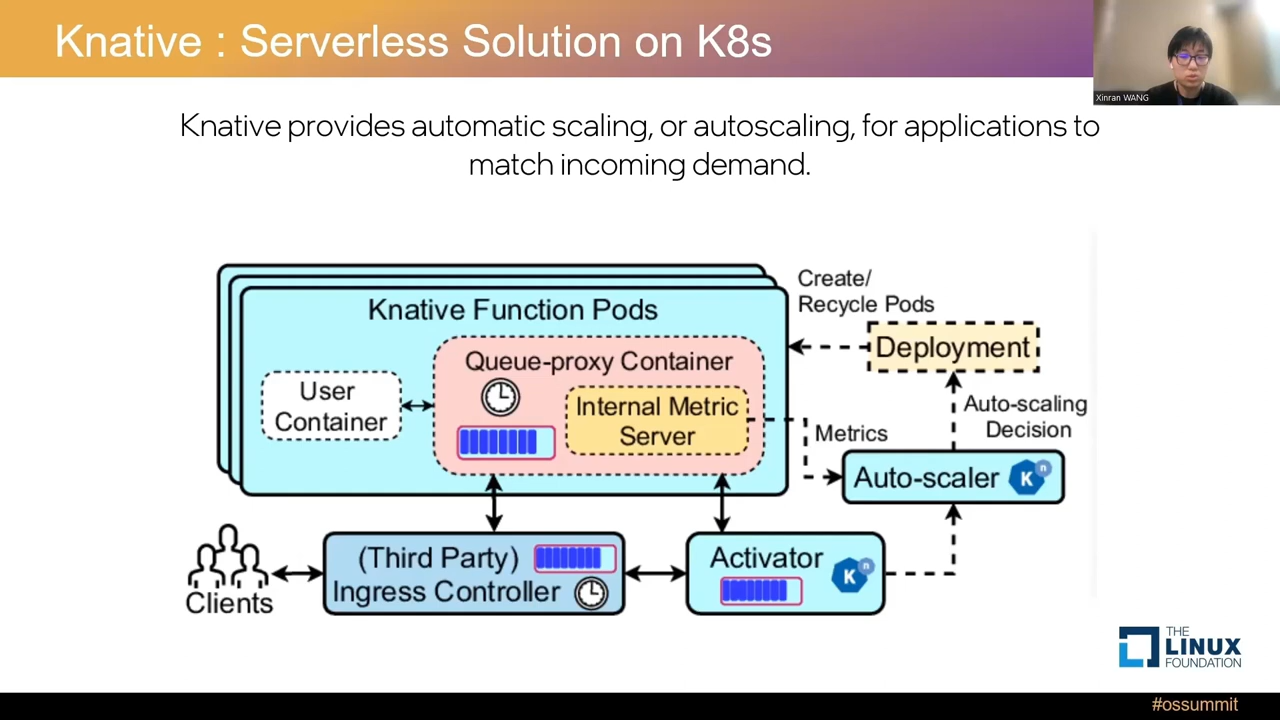 Knative : Serverless Solution on K8s
Xinran WANG
Knative provides automatic scaling, or autoscaling, for applications to
match incoming demand.
Knative Function Pods
Queue-proxy Container
User
Container
Internal Metric
Server
Create/
Recycle Pods
Deployment
Auto-scaling
Decision
Metrics
Auto-scaler
K
n
(Third Party)
Ingress Controller
Activator
K
n
Clients
THE
LINUX
FOUNDATION
#ossummit